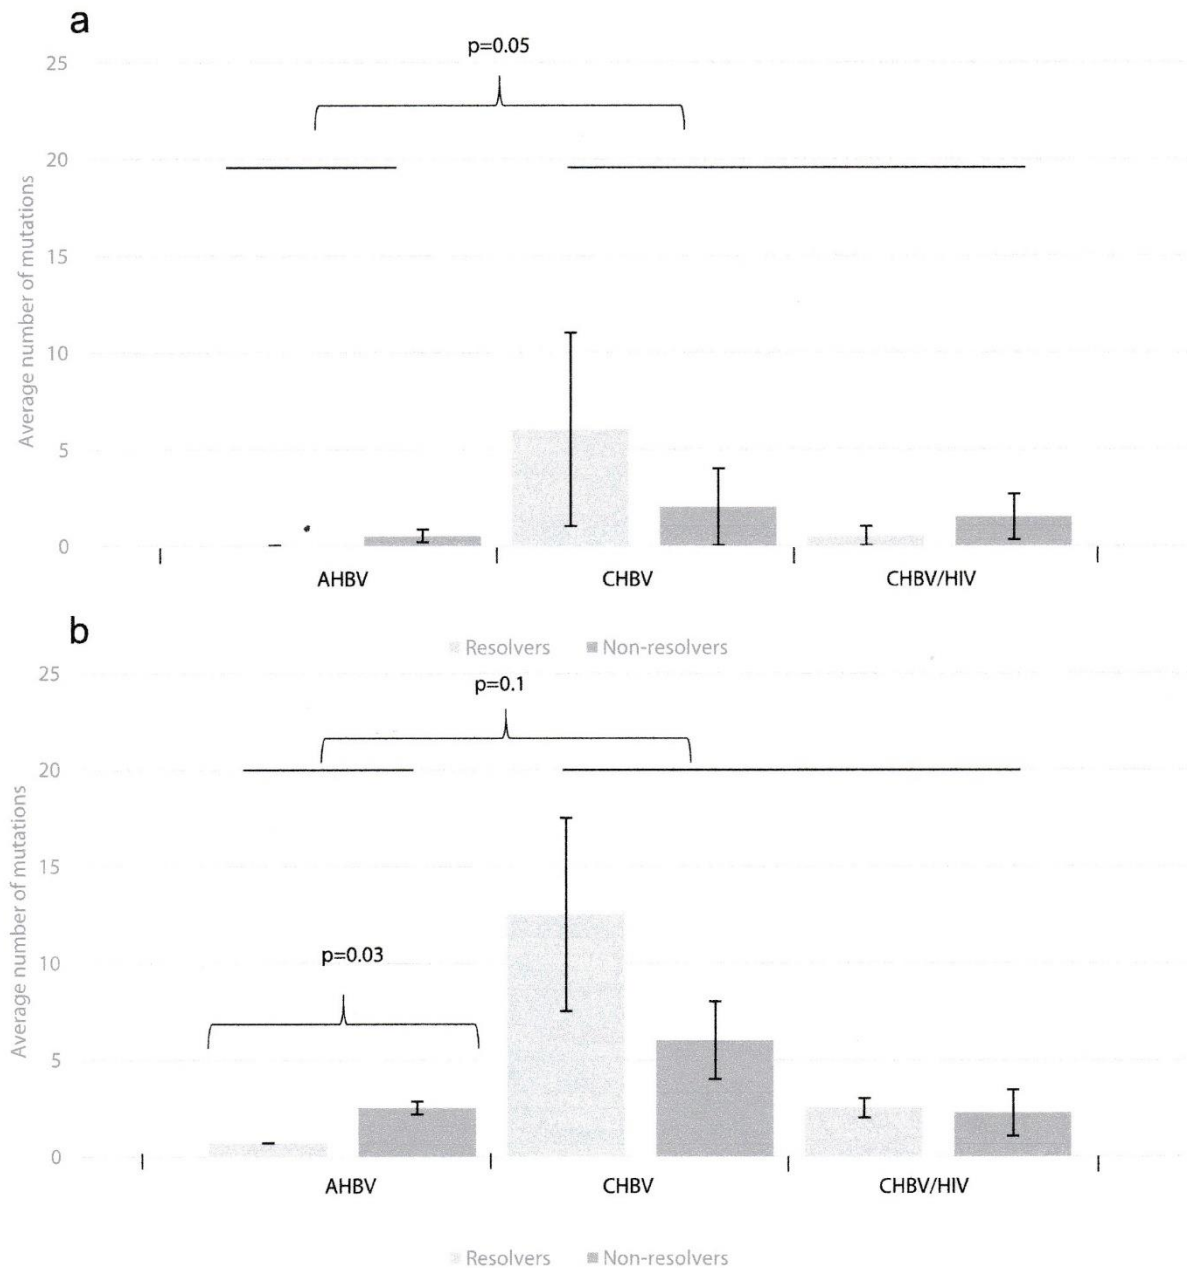 a
p=0.05
25
20
15
10
5
0
Average number of mutations
AHBV
CHBV
CHBV/HIV
Resolvers
Non-resolvers
b
p=0.1
25
20
15
10
5
0
Average number of mutations
p=0.03
AHBV
CHBV
CHBV/HIV
Resolvers
Non-resolvers